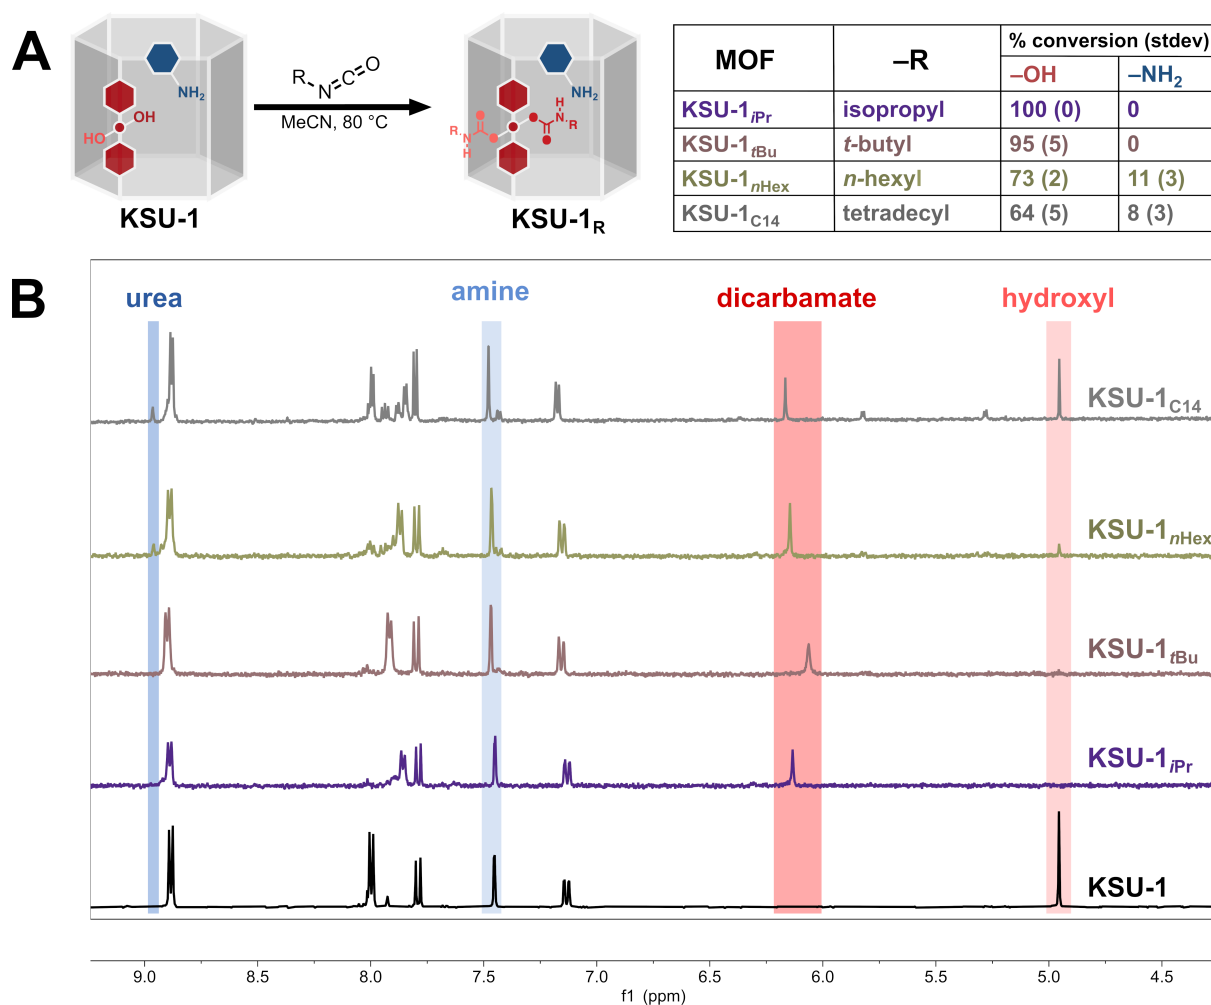 A
R
N
C
O
MeCN, 80 °C
NH2
OH
HO
KSU-1
NH2
H
N
R
R
N
H
KSU-1R
MOF –R % conversion (stdev)
–OH –NH2
KSU-1iPr isopropyl 100 (0) 0
KSU-1tBu t-butyl 95 (5) 0
KSU-1nHex n-hexyl 73 (2) 11 (3)
KSU-1C14 tetradecyl 64 (5) 8 (3)
B
urea amine dicarbamate hydroxyl
KSU-1C14
KSU-1nHex
KSU-1tBu
KSU-1iPr
KSU-1
9.0 8.5 8.0 7.5 7.0 6.5 6.0 5.5 5.0 4.5
f1 (ppm)